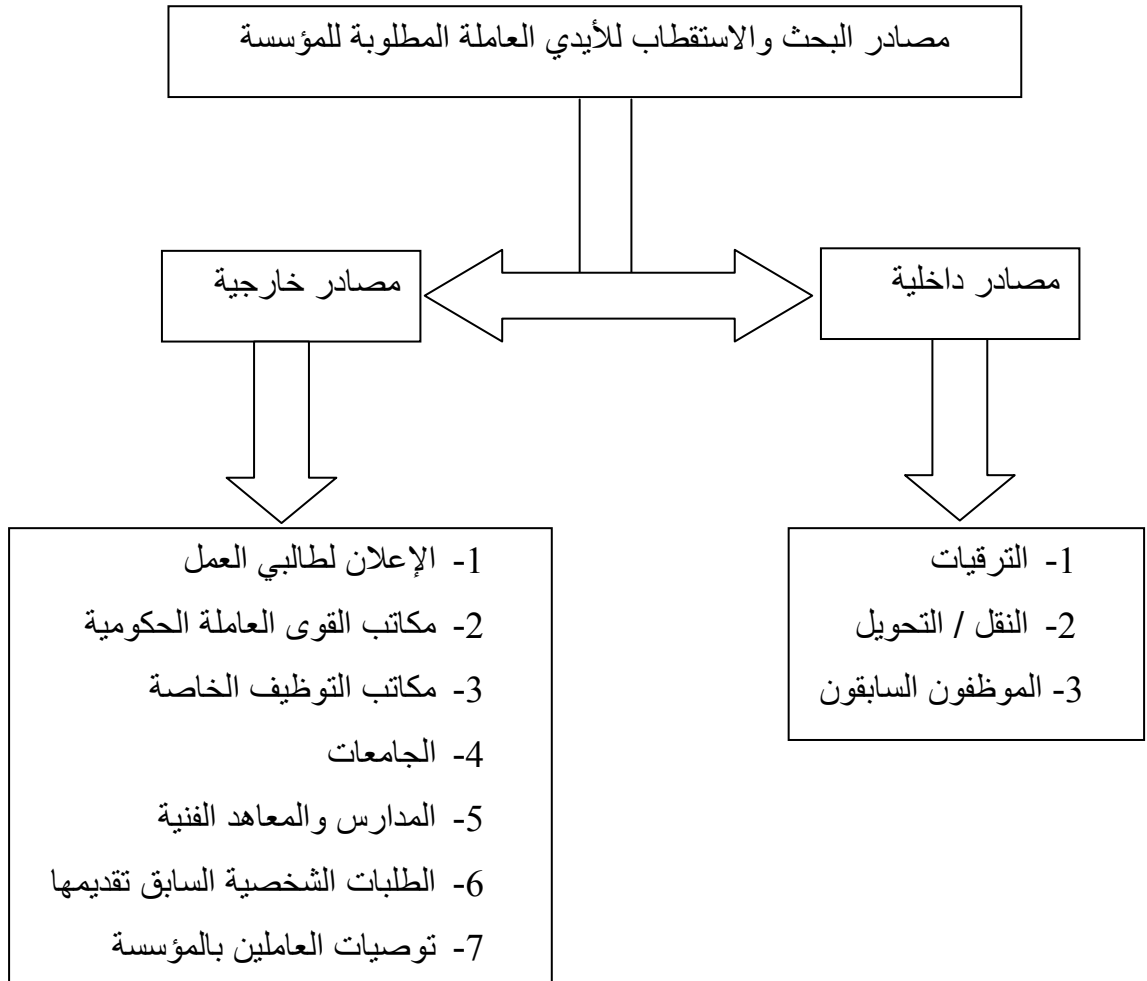 مصادر البحث والاستقطاب للأيدي العاملة المطلوبة للمؤسسة
مصادر داخلية
مصادر خارجية
1- الترقيات
2- النقل / التحويل
3- الموظفون السابقون
1- الإعلان لطالبي العمل
2- مكاتب القوى العاملة الحكومية
3- مكاتب التوظيف الخاصة
4- الجامعات
5- المدارس والمعاهد الفنية
6- الطلبات الشخصية السابق تقديمها
7- توصيات العاملين بالمؤسسة